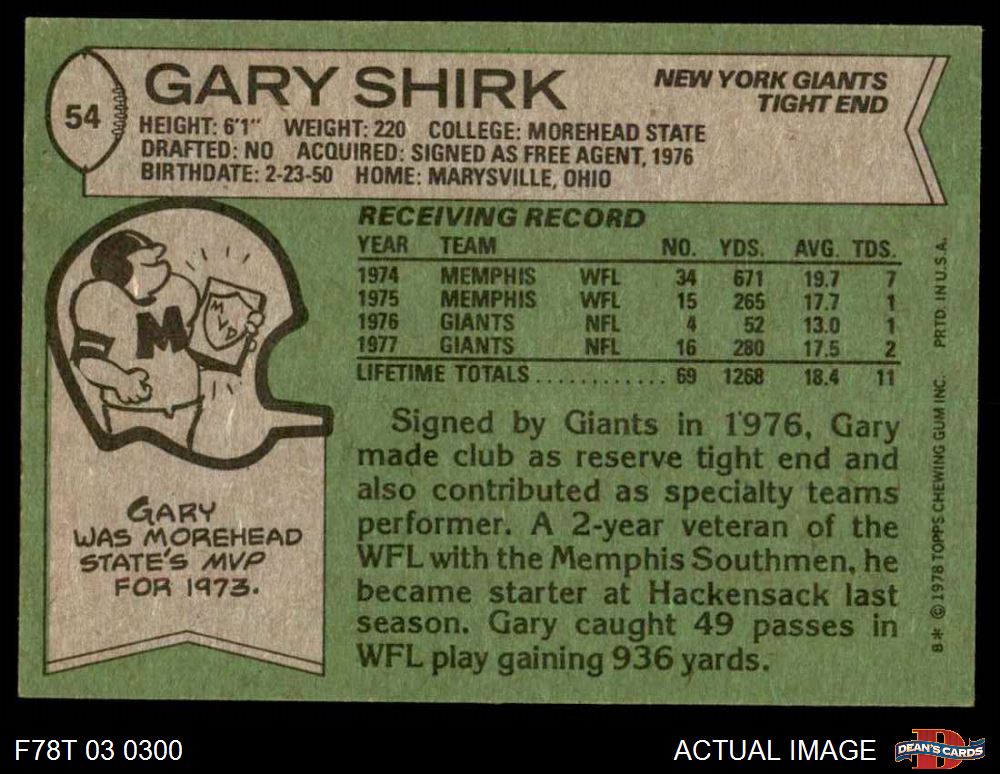 54
GARY SHIRK
NEW YORK GIANTS
TIGHT END
HEIGHT: 6'1" WEIGHT: 220 COLLEGE: MOREHEAD STATE
DRAFTED: NO ACQUIRED: SIGNED AS FREE AGENT, 1976
BIRTHDATE: 2-23-50 HOME: MARYSVILLE, OHIO
RECEIVING RECORD
YEAR TEAM NO. YDS. AVG. TDS.
1974 MEMPHIS WFL 34 671 19.7 7
1975 MEMPHIS WFL 15 265 17.7 1
1976 GIANTS NFL 4 52 13.0 1
1977 GIANTS NFL 16 280 17.5 2
LIFETIME TOTALS ............ 69 1268 18.4 11
M
MVP
GARY
WAS MOREHEAD
STATE'S MVP
FOR 1973.
Signed by Giants in 1976, Gary
made club as reserve tight end and
also contributed as specialty teams
performer. A 2-year veteran of the
WFL with the Memphis Southmen, he
became starter at Hackensack last
season. Gary caught 49 passes in
WFL play gaining 936 yards.
B* © 1978 TOPPS CHEWING GUM INC. PRTD. IN U.S.A.
F78T 03 0300
ACTUAL IMAGE
D
DEAN'S CARDS